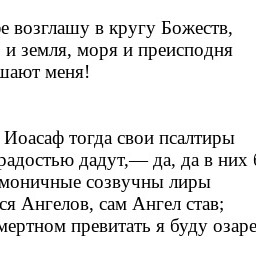 е возглашу в кругу Божеств,
и земля, моря и преисподня
шают меня!
Иоасаф тогда свои псалтиры
радостью дадут,— да, да в них б
моничные созвучны лиры
ся Ангелов, сам Ангел став;
мертном превитать я буду озаре